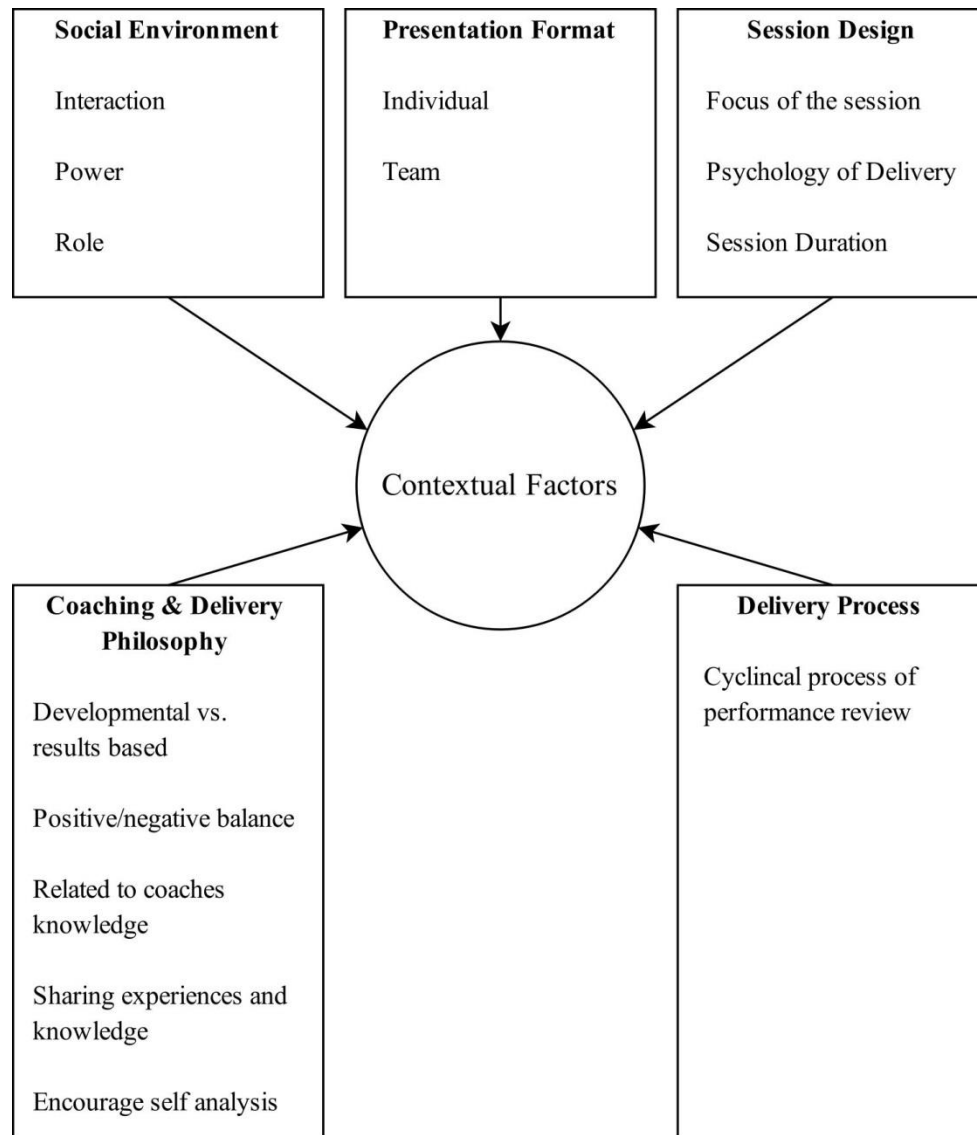 Social Environment
Interaction
Power
Role
Presentation Format
Individual
Team
Session Design
Focus of the session
Psychology of Delivery
Session Duration
Contextual Factors
Coaching & Delivery
Philosophy
Developmental vs.
results based
Positive/negative balance
Related to coaches
knowledge
Sharing experiences and
knowledge
Encourage self analysis
Delivery Process
Cyclincal process of
performance review